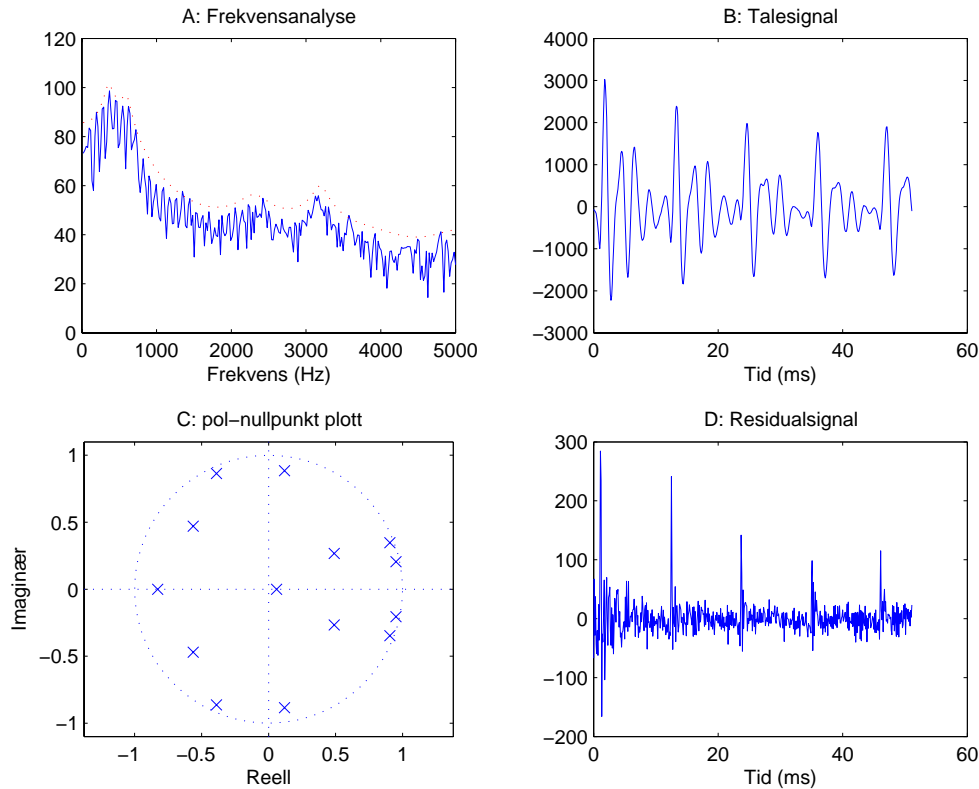 A: Frekvensanalyse
120
100
80
60
40
20
0
0 1000 2000 3000 4000 5000
Frekvens (Hz)
B: Talesignal
4000
3000
2000
1000
0
−1000
−2000
−3000
0 20 40 60
Tid (ms)
C: pol−nullpunkt plott
Imaginær
1
0.5
0
−0.5
−1
−1 −0.5 0 0.5 1
Reell
D: Residualsignal
300
200
100
0
−100
−200
0 20 40 60
Tid (ms)